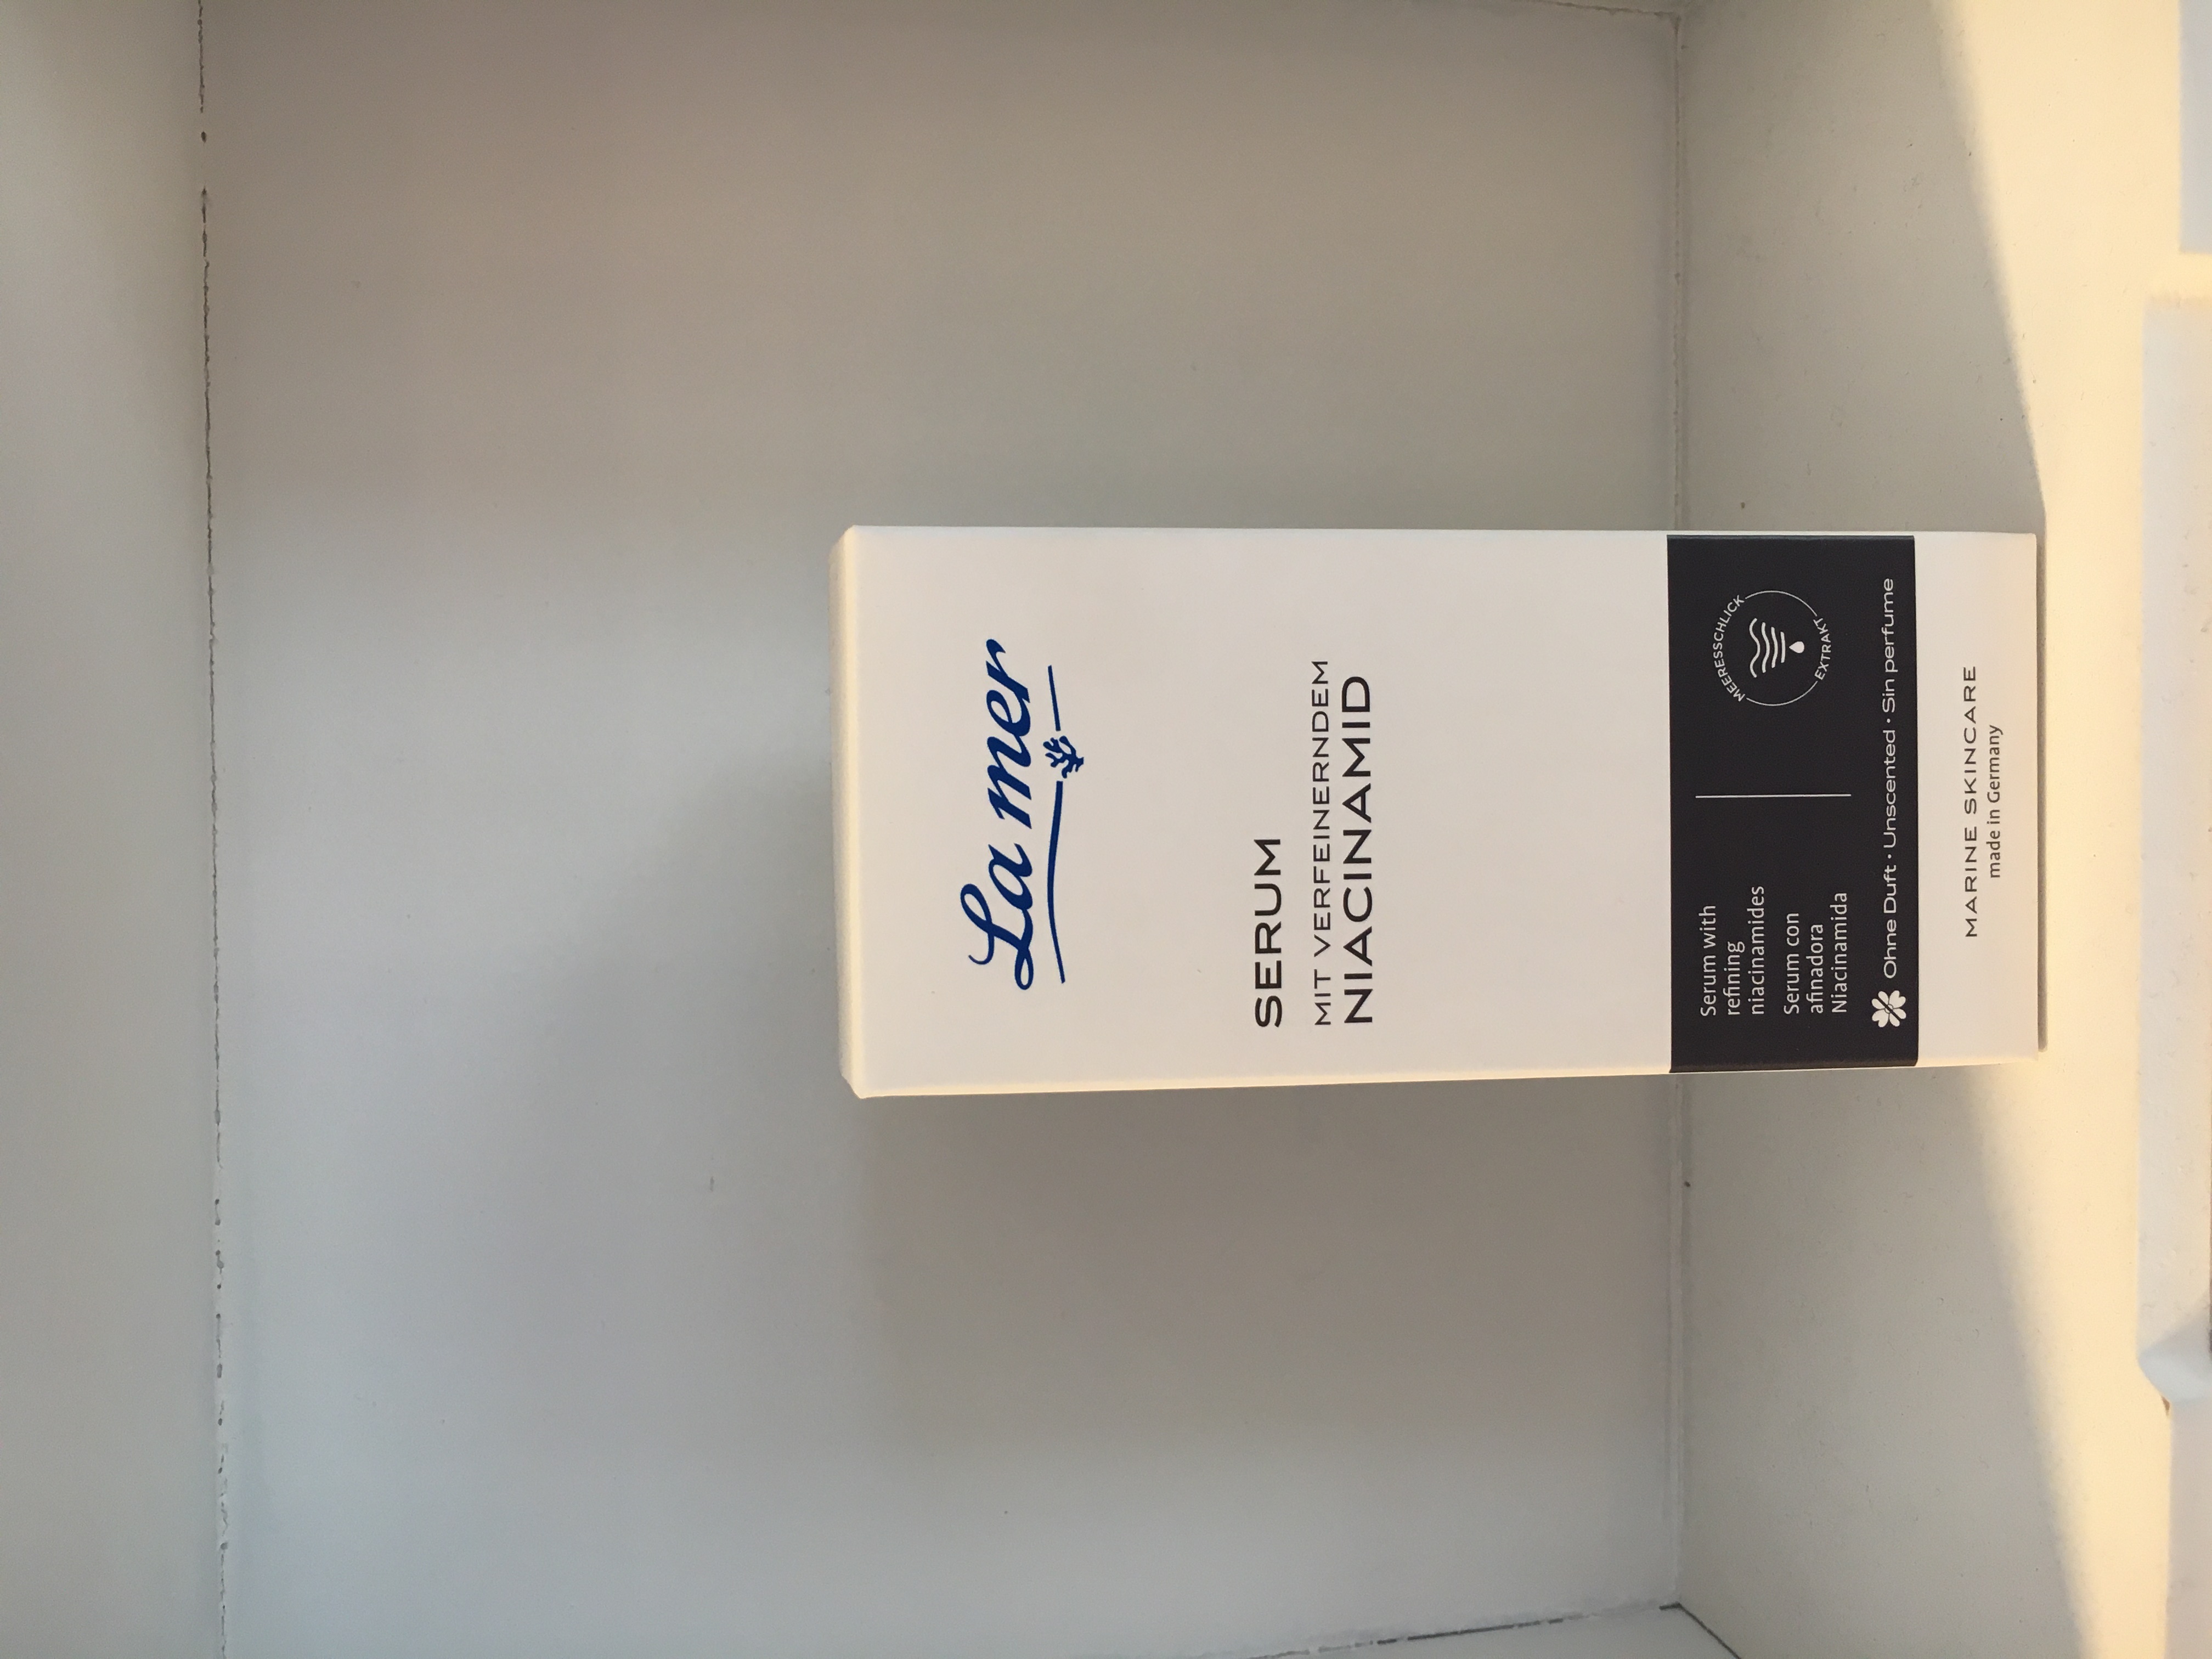 La mer
SERUM
MIT VERFEINERNDEM
NIACINAMID
Serum with
refining
niacinamides
Serum con
afinadora
Niacinamida
MEERESSCHLICK
EXTRAKT
Ohne Duft • Unscented • Sin perfume
MARINE SKINCARE
made in Germany